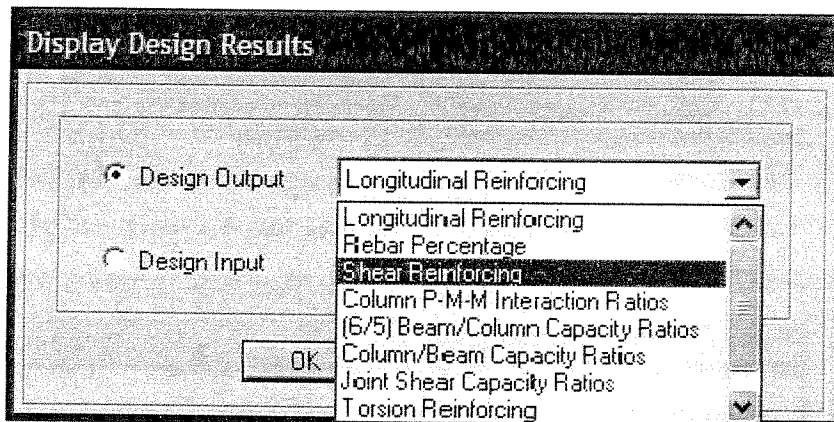 Display Design Results
Design Output
Longitudinal Reinforcing
Longitudinal Reinforcing
Rebar Percentage
Design Input
Shear Reinforcing
Column P-M-M Interaction Ratios
(6/5) Beam/Column Capacity Ratios
OK
Column/Beam Capacity Ratios
Joint Shear Capacity Ratios
Torsion Reinforcing